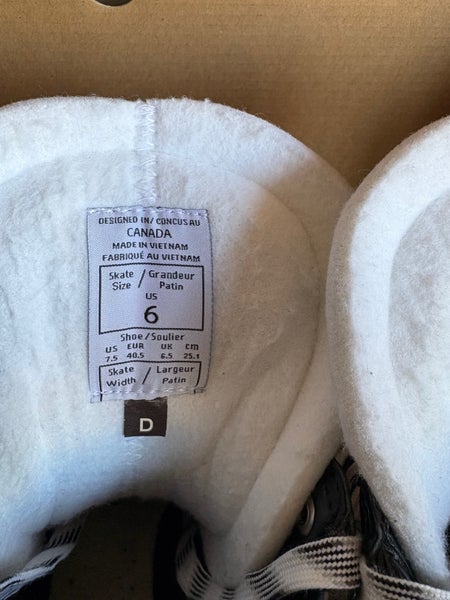 DESIGNED IN/ CONCUS AU
CANADA
MADE IN VIETNAM
FABRIQUÉ AU VIETNAM
Skate / Grandeur
Size Patin
US
6
Shoe/Soulier
US EUR UK cm
7.5 40.5 6.5 25.1
Skate / Largeur
Width Patin
D